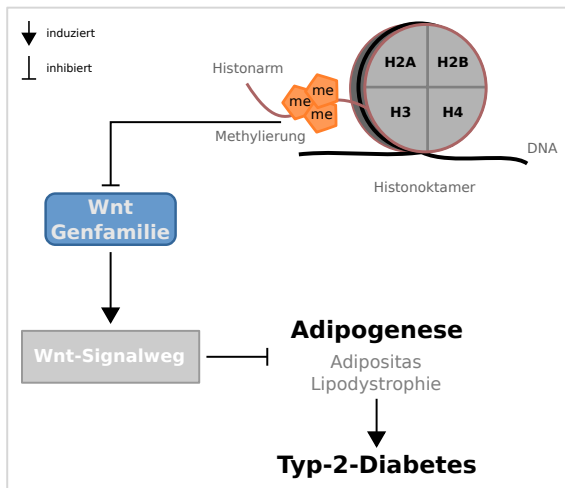 induziert
inhibiert
Histonarm
me
me
me
Methylierung
H2A
H2B
H3
H4
DNA
Histonoktamer
Wnt
Genfamilie
Wnt-Signalweg
Adipogenese
Adipositas
Lipodystrophie
Typ-2-Diabetes